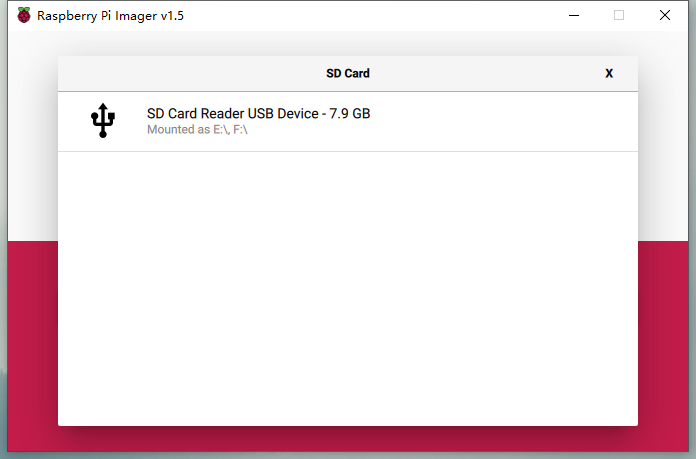 Raspberry Pi Imager v1.5
SD Card X
SD Card Reader USB Device - 7.9 GB
Mounted as E:\, F:\